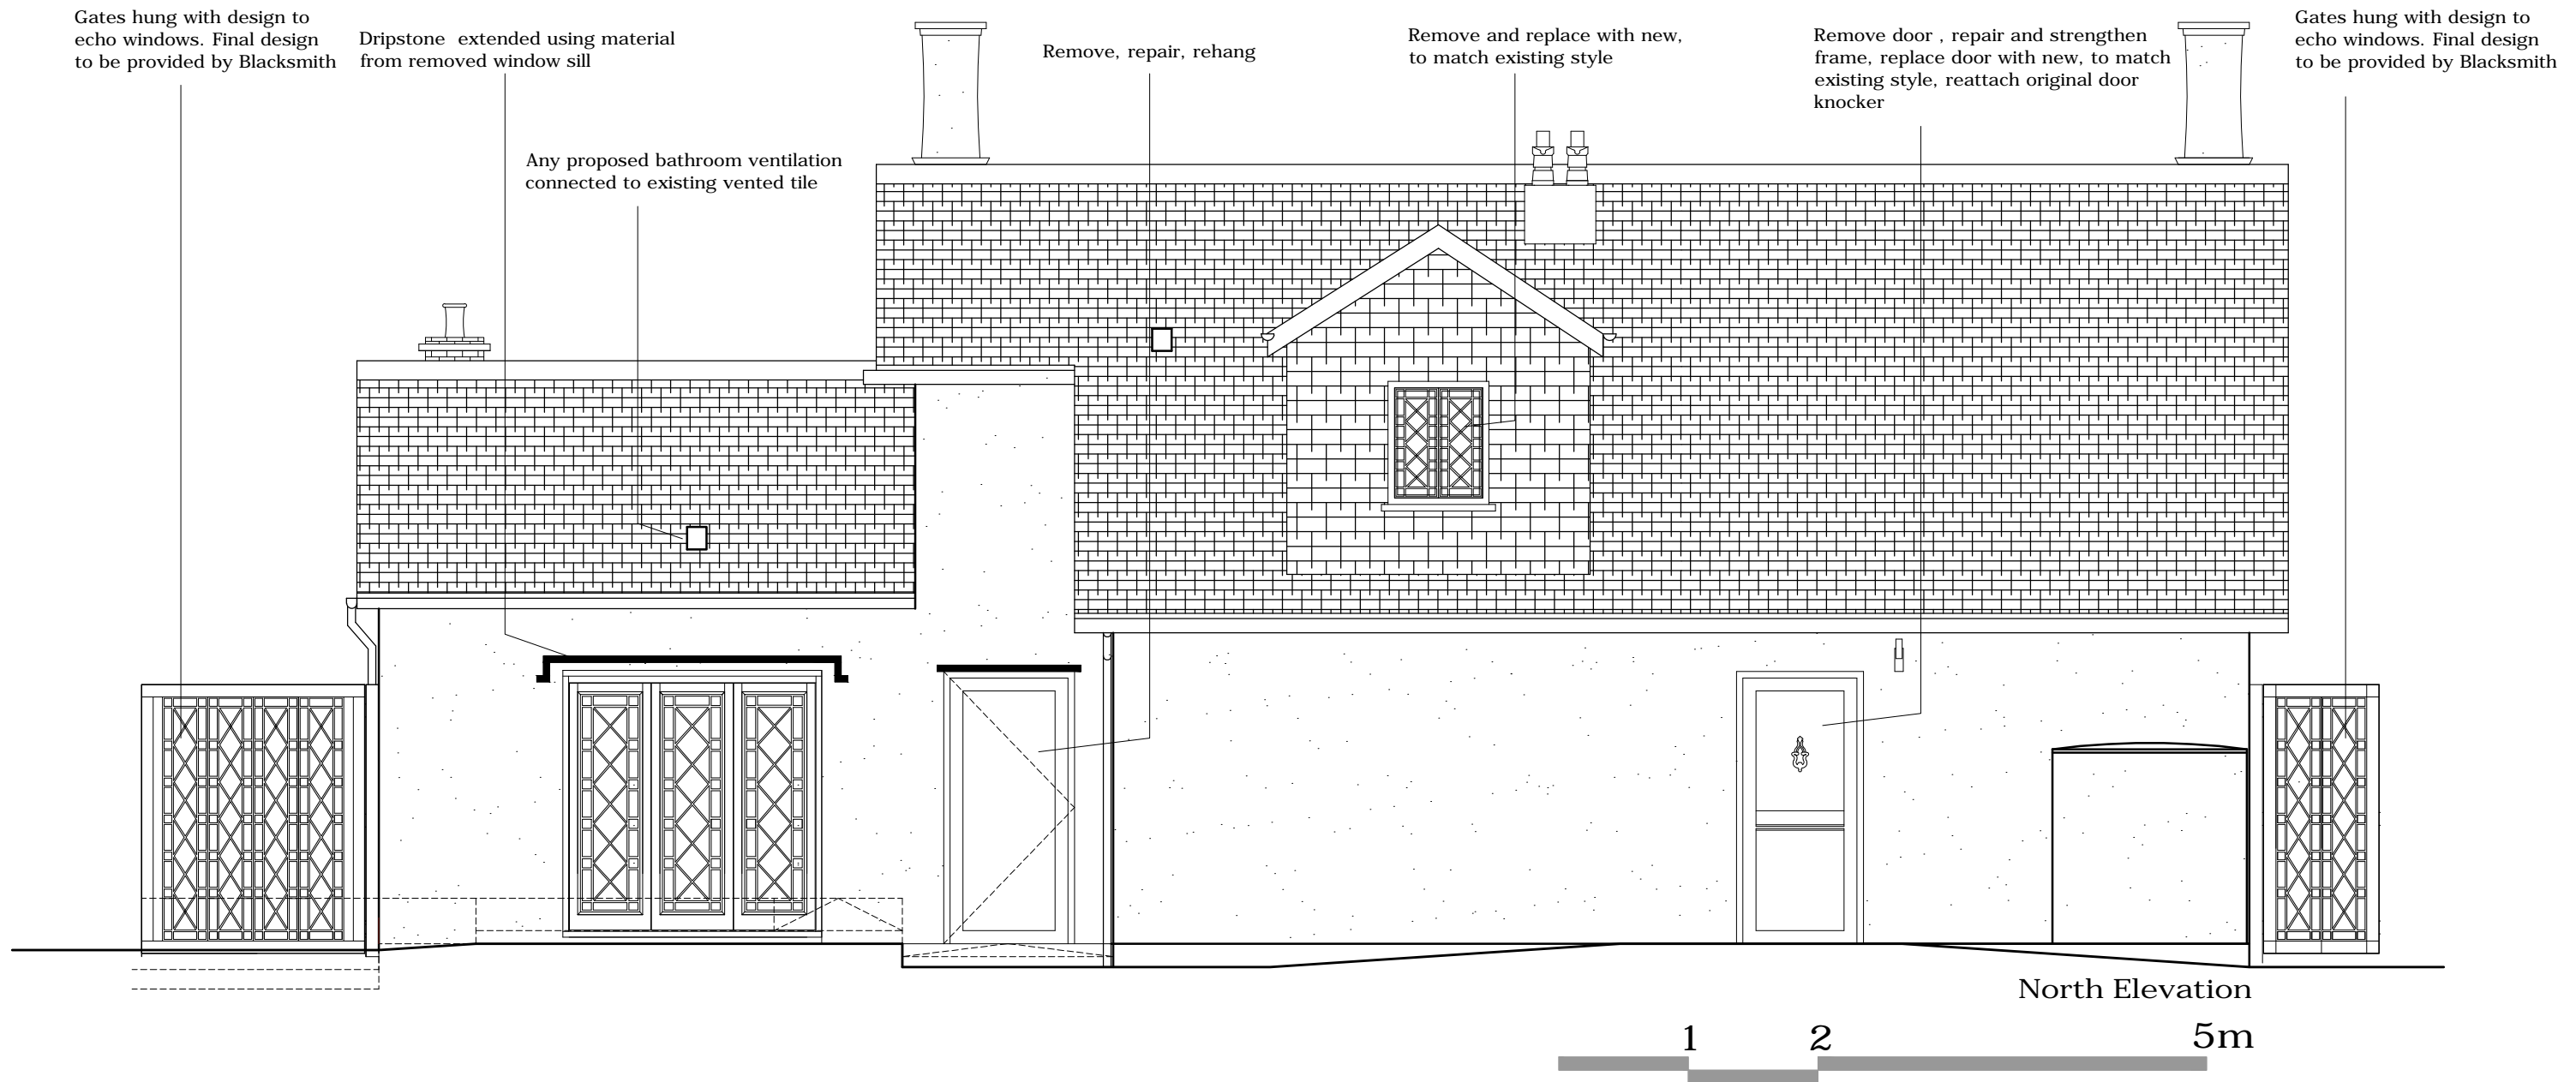 Gates hung with design to
echo windows. Final design
to be provided by Blacksmith
Dripstone  extended using material
from removed window sill
Any proposed bathroom ventilation
connected to existing vented tile
Remove, repair, rehang
Remove and replace with new,
to match existing style
Remove door , repair and strengthen
frame, replace door with new, to match
existing style, reattach original door
knocker
Gates hung with design to
echo windows. Final design
to be provided by Blacksmith
North Elevation
1 2 5m